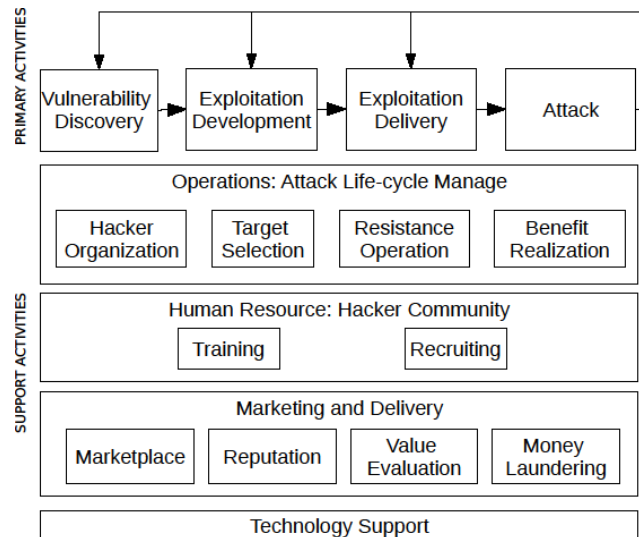 PRIMARY ACTIVITIES
Vulnerability
Discovery
Exploitation
Development
Exploitation
Delivery
Attack
SUPPORT ACTIVITIES
Operations: Attack Life-cycle Manage
Hacker
Organization
Target
Selection
Resistance
Operation
Benefit
Realization
Human Resource: Hacker Community
Training
Recruiting
Marketing and Delivery
Marketplace
Reputation
Value
Evaluation
Money
Laundering
Technology Support